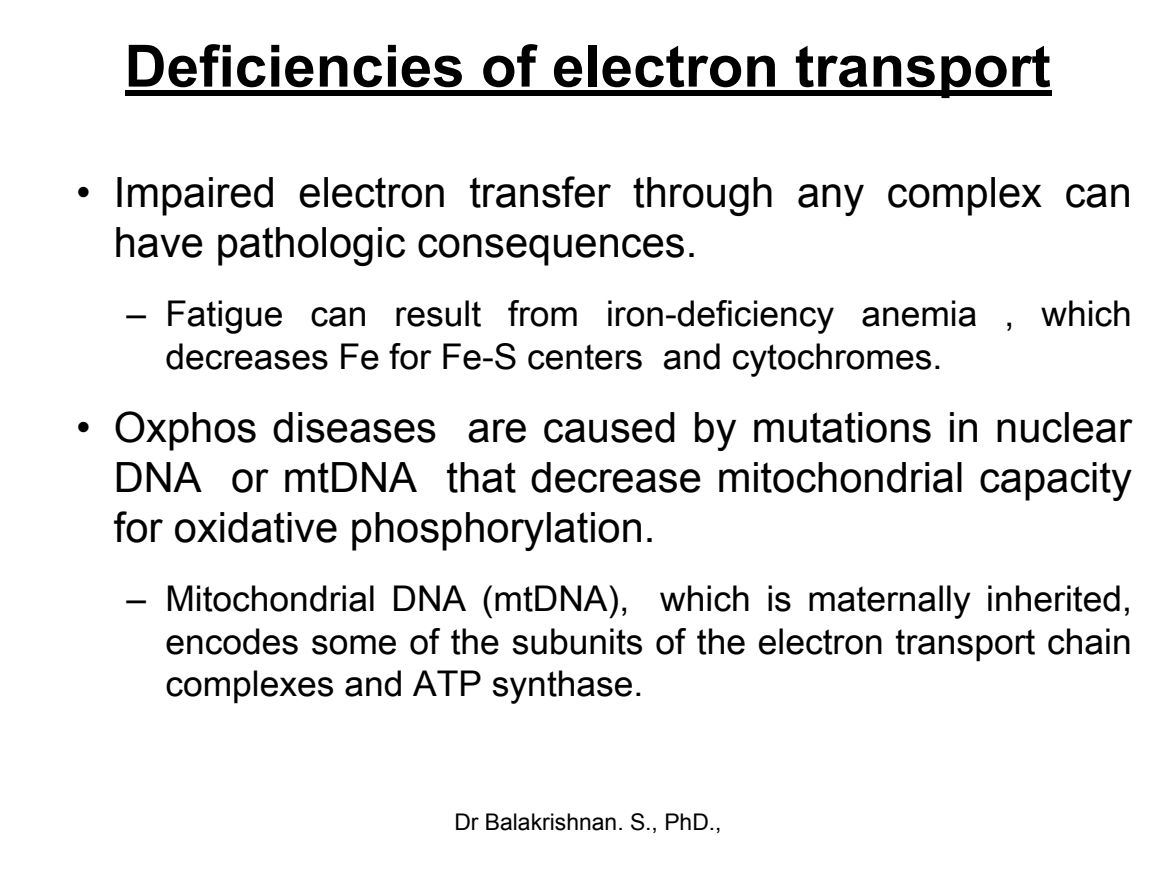 Deficiencies of electron transport
• Impaired electron transfer through any complex can
have pathologic consequences.
– Fatigue can result from iron-deficiency anemia , which
decreases Fe for Fe-S centers  and cytochromes.
• Oxphos diseases  are caused by mutations in nuclear
DNA  or mtDNA  that decrease mitochondrial capacity
for oxidative phosphorylation.
– Mitochondrial DNA (mtDNA),  which is maternally inherited,
encodes some of the subunits of the electron transport chain
complexes and ATP synthase.
Dr Balakrishnan. S., PhD.,